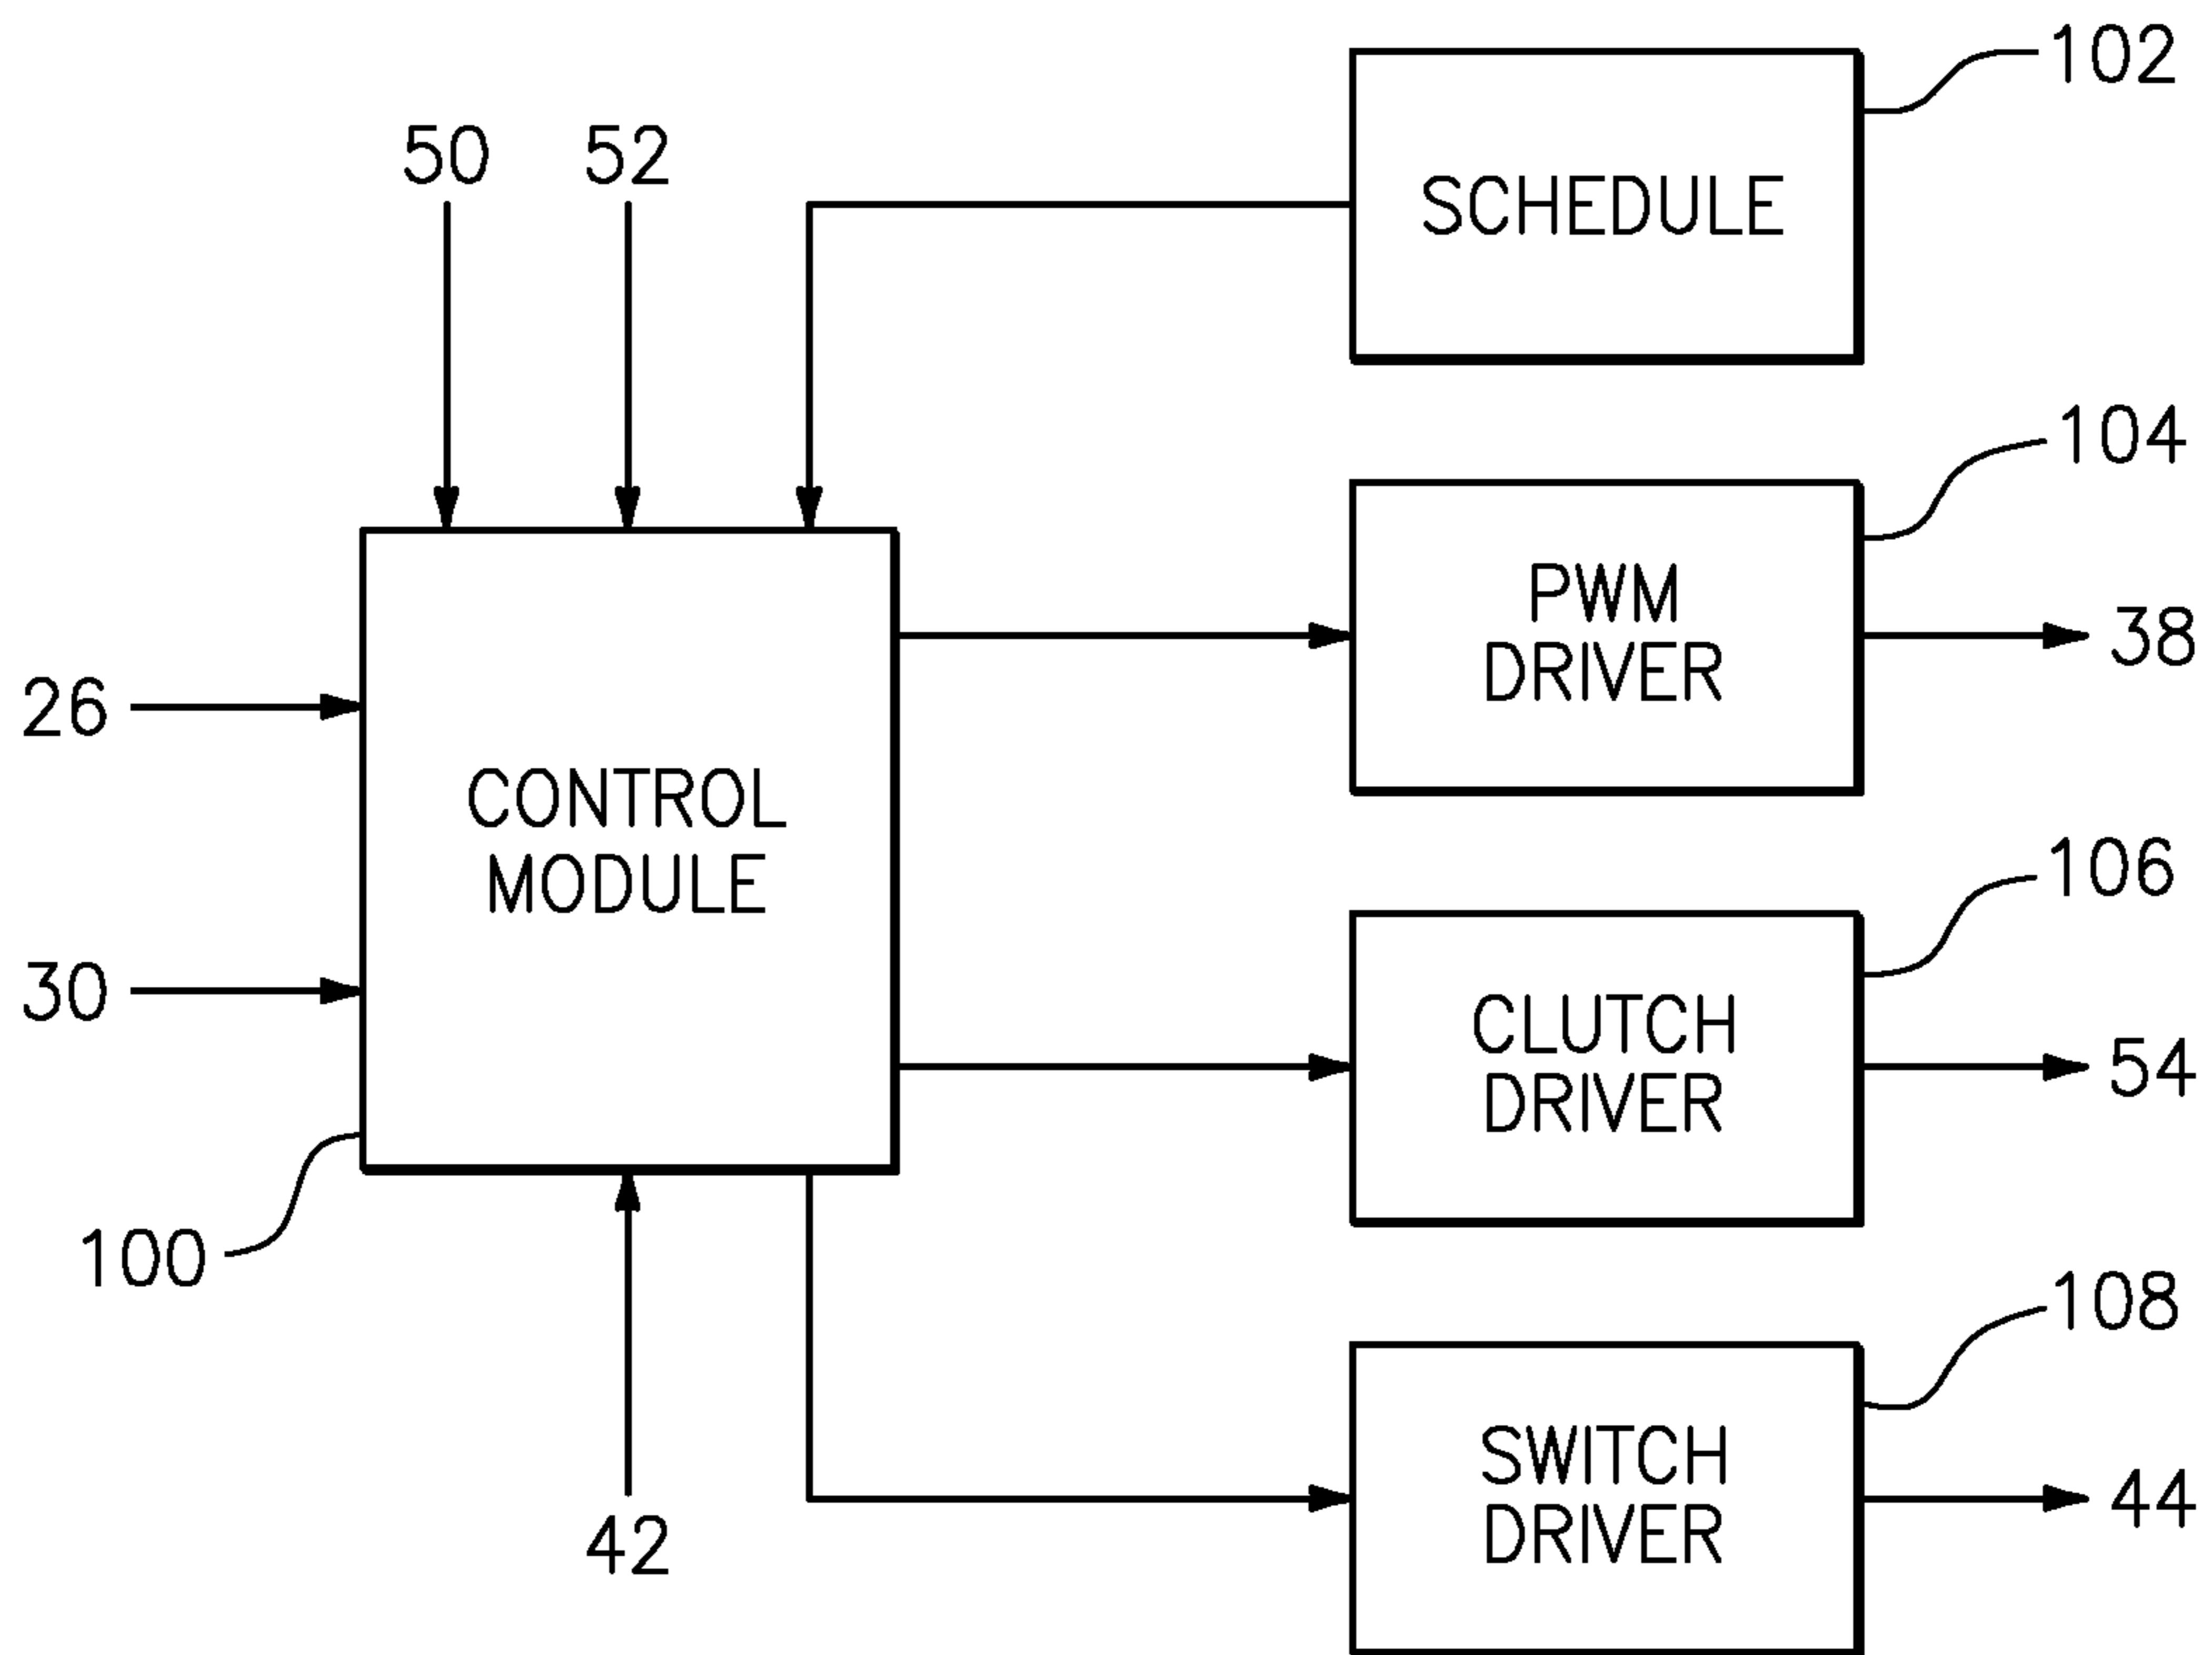 102
50
52
SCHEDULE
104
PWM
DRIVER
38
26
CONTROL
MODULE
106
30
CLUTCH
DRIVER
54
100
108
42
SWITCH
DRIVER
44